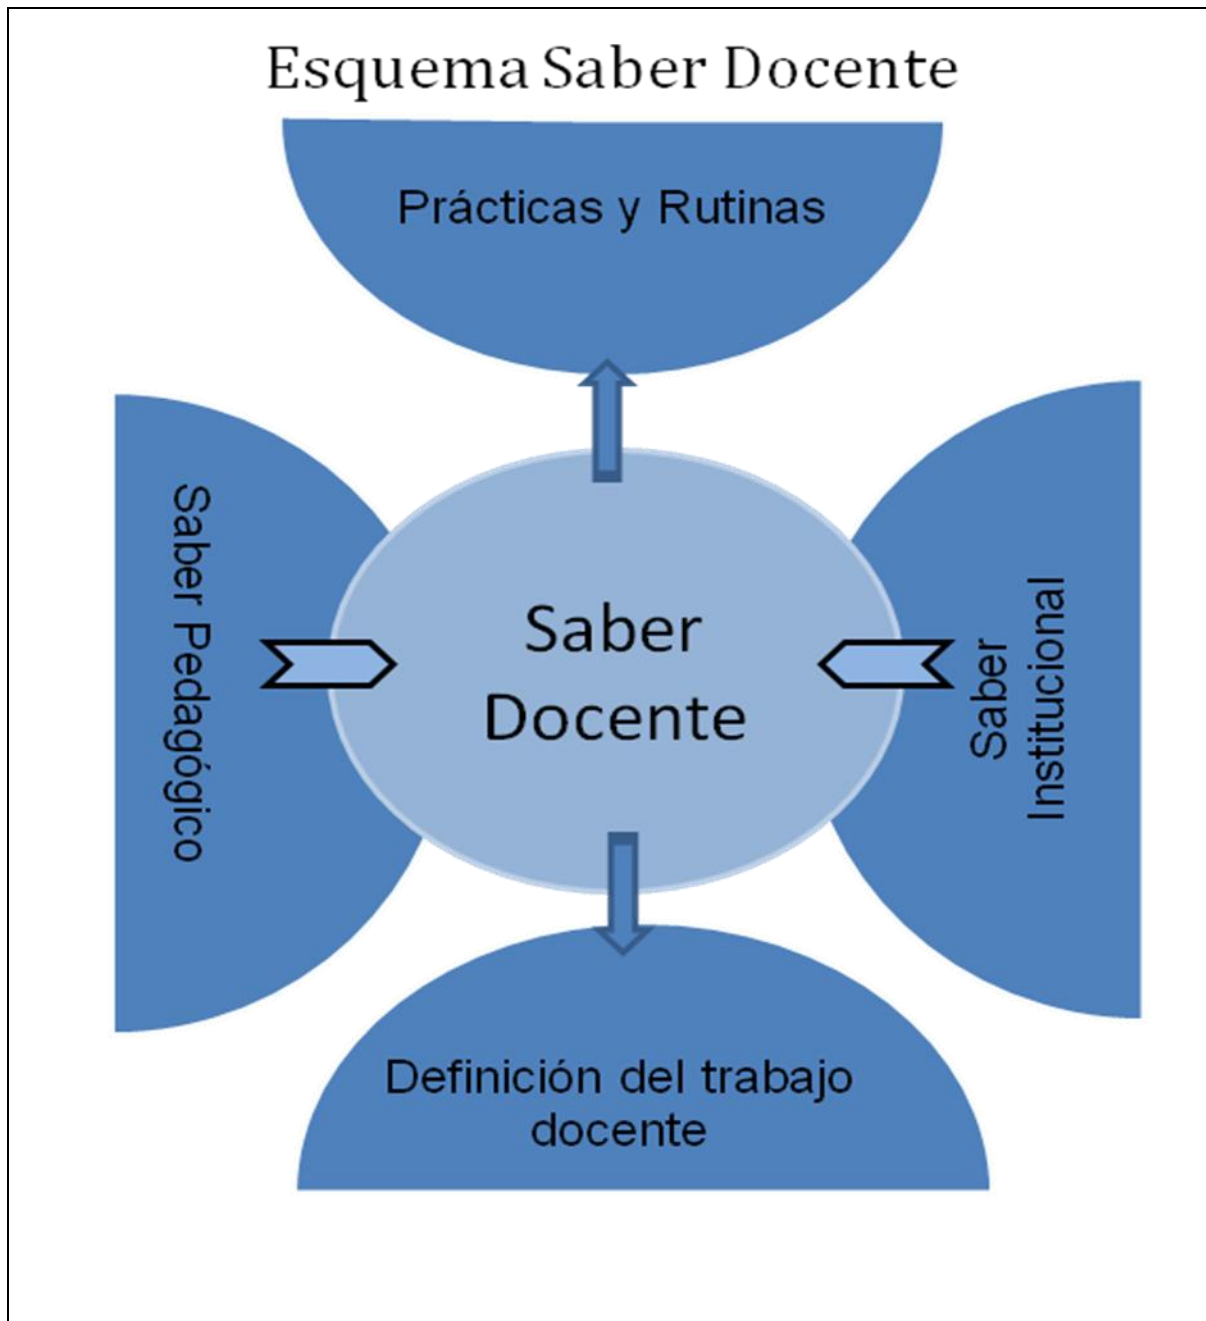 Esquema Saber Docente
Prácticas y Rutinas
Saber Pedagógico
Saber
Docente
Saber
Institucional
Definición del trabajo
docente